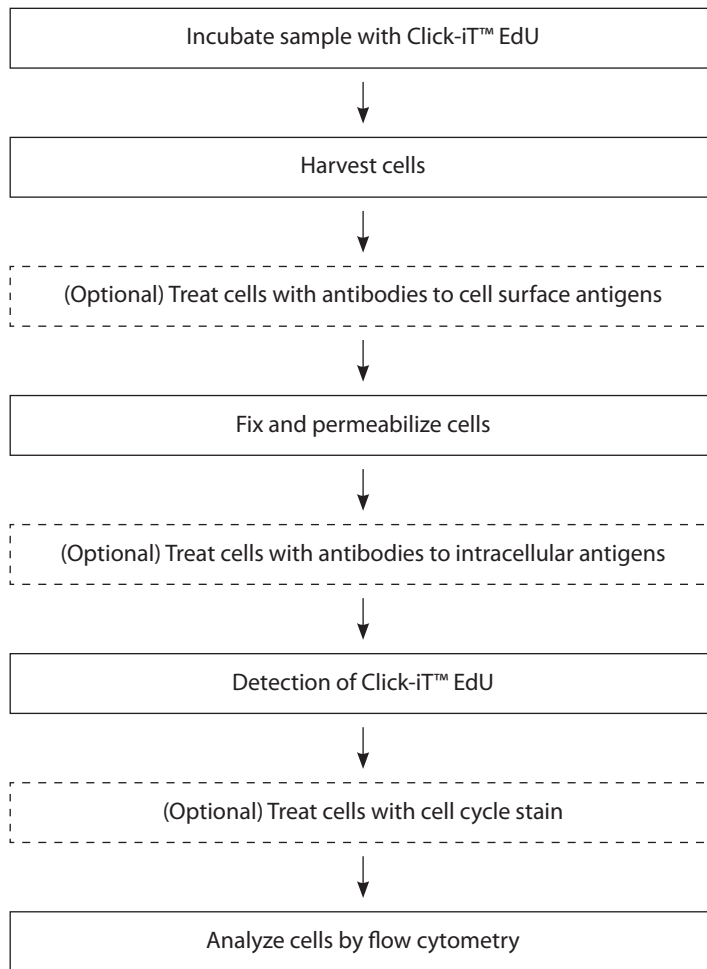 Incubate sample with Click-iT™ EdU
Harvest cells
(Optional) Treat cells with antibodies to cell surface antigens
Fix and permeabilize cells
(Optional) Treat cells with antibodies to intracellular antigens
Detection of Click-iT™ EdU
(Optional) Treat cells with cell cycle stain
Analyze cells by flow cytometry